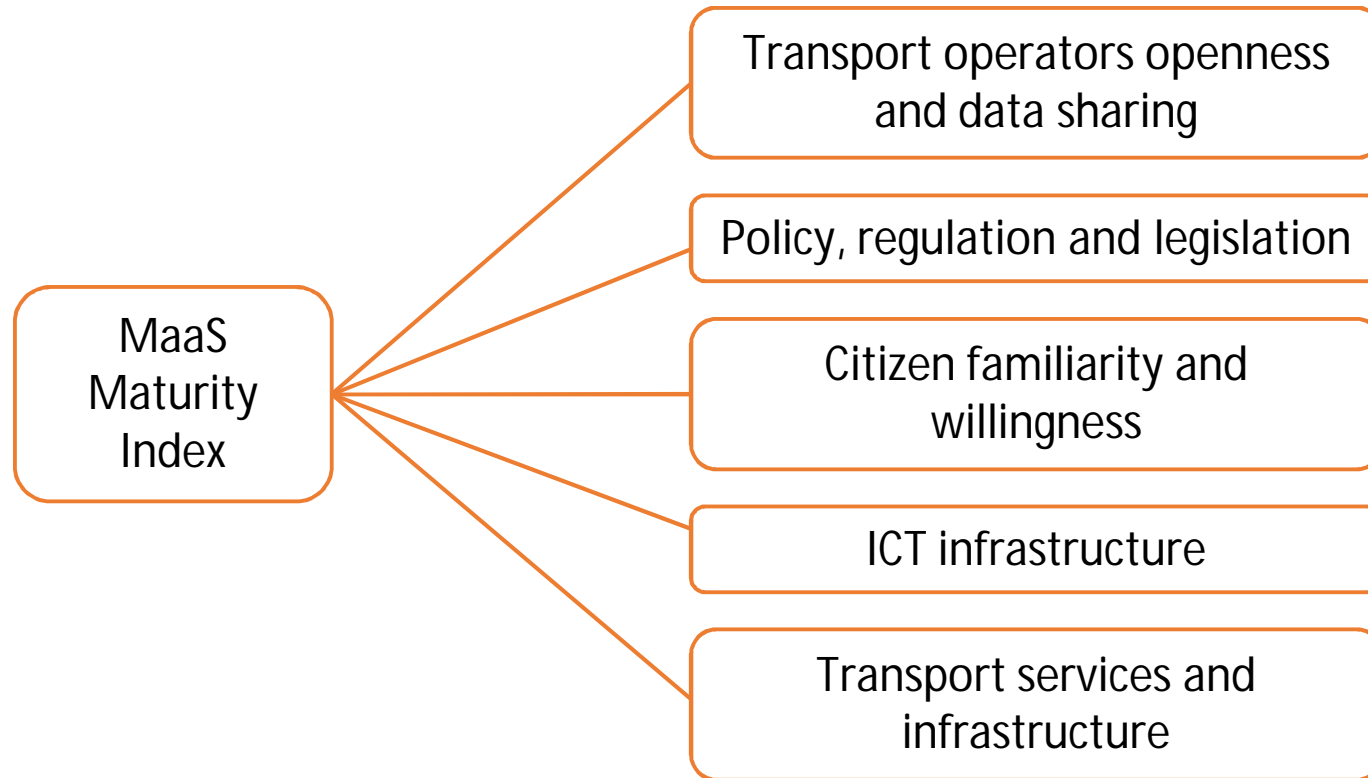 MaaS
Maturity
Index
Transport operators openness
and data sharing
Policy, regulation and legislation
Citizen familiarity and
willingness
ICT infrastructure
Transport services and
infrastructure